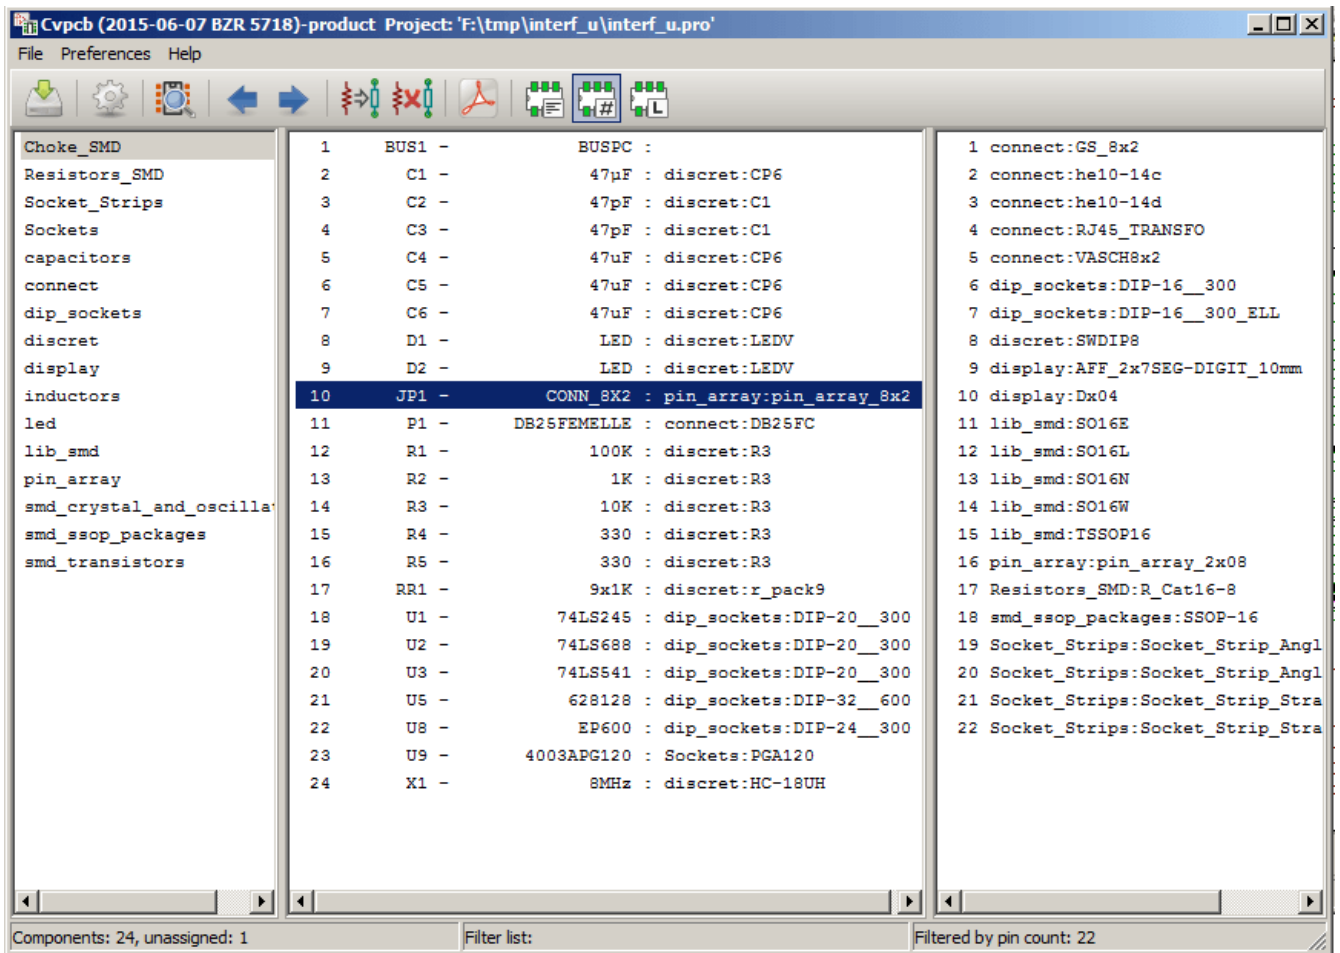 Cvpcb (2015-06-07 BZR 5718)-product Project: 'F:\tmp\interf_u\interf_u.pro'
File Preferences Help
Choke_SMD
Resistors_SMD
Socket_Strips
Sockets
capacitors
connect
dip_sockets
discret
display
inductors
led
lib_smd
pin_array
smd_crystal_and_oscilla
smd_ssop_packages
smd_transistors
1 BUS1 - BUSPC :
2 C1 - 47µF : discret:CP6
3 C2 - 47pF : discret:C1
4 C3 - 47pF : discret:C1
5 C4 - 47uF : discret:CP6
6 C5 - 47uF : discret:CP6
7 C6 - 47uF : discret:CP6
8 D1 - LED : discret:LEDV
9 D2 - LED : discret:LEDV
10 JP1 - CONN_8X2 : pin_array:pin_array_8x2
11 P1 - DB25FEMELLE : connect:DB25FC
12 R1 - 100K : discret:R3
13 R2 - 1K : discret:R3
14 R3 - 10K : discret:R3
15 R4 - 330 : discret:R3
16 R5 - 330 : discret:R3
17 RR1 - 9x1K : discret:r_pack9
18 U1 - 74LS245 : dip_sockets:DIP-20__300
19 U2 - 74LS688 : dip_sockets:DIP-20__300
20 U3 - 74LS541 : dip_sockets:DIP-20__300
21 U5 - 628128 : dip_sockets:DIP-32__600
22 U8 - EP600 : dip_sockets:DIP-24__300
23 U9 - 4003APG120 : Sockets:PGA120
24 X1 - 8MHz : discret:HC-18UH
1 connect:GS_8x2
2 connect:he10-14c
3 connect:he10-14d
4 connect:RJ45_TRANSFO
5 connect:VASCH8x2
6 dip_sockets:DIP-16__300
7 dip_sockets:DIP-16__300_ELL
8 discret:SWDIP8
9 display:AFF_2x7SEG-DIGIT_10mm
10 display:Dx04
11 lib_smd:SO16E
12 lib_smd:SO16L
13 lib_smd:SO16N
14 lib_smd:SO16W
15 lib_smd:TSSOP16
16 pin_array:pin_array_2x08
17 Resistors_SMD:R_Cat16-8
18 smd_ssop_packages:SSOP-16
19 Socket_Strips:Socket_Strip_Angl
20 Socket_Strips:Socket_Strip_Angl
21 Socket_Strips:Socket_Strip_Stra
22 Socket_Strips:Socket_Strip_Stra
Components: 24, unassigned: 1
Filter list:
Filtered by pin count: 22